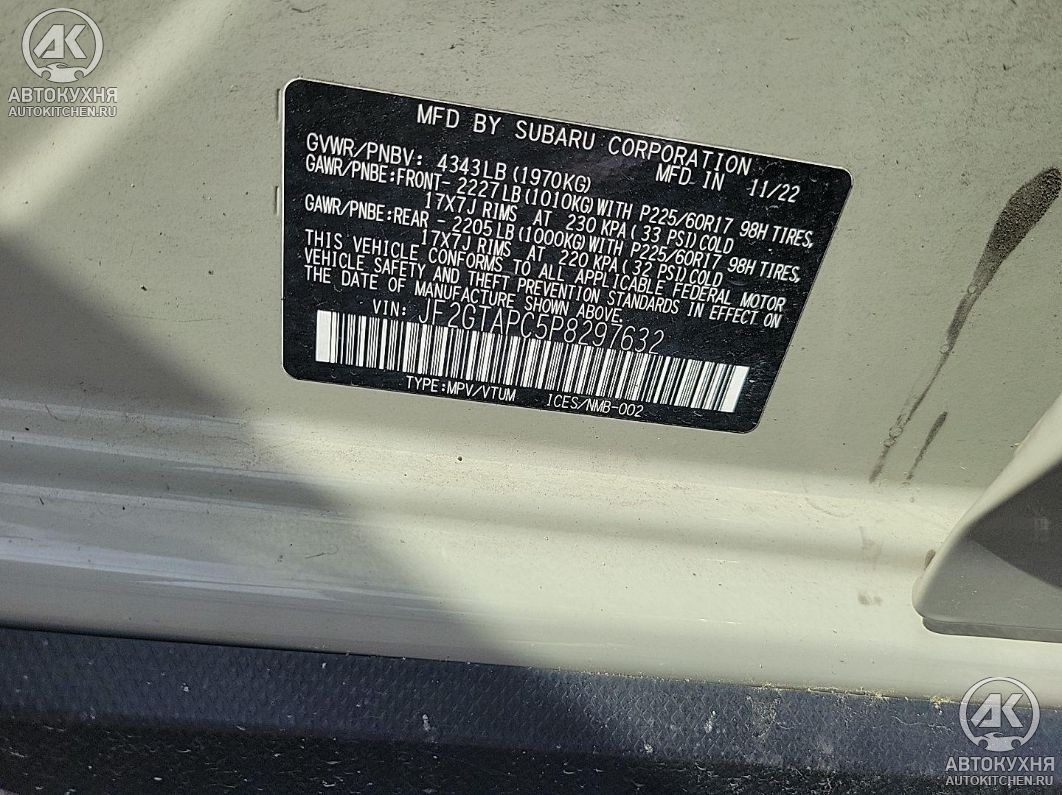 АК
АВТОКУХНЯ
AUTOKITCHEN.RU
MFD BY SUBARU CORPORATION
GVWR/PNBV: 4343LB (1970KG) MFD IN 11/22
GAWR/PNBE:FRONT- 2227LB(1010KG)WITH P225/60R17 98H TIRES,
17X7J RIMS AT 230 KPA( 33 PSI)COLD
GAWR/PNBE:REAR - 2205LB(1000KG)WITH P225/60R17 98H TIRES,
17X7J RIMS AT 220 KPA( 32 PSI)COLD
THIS VEHICLE CONFORMS TO ALL APPLICABLE FEDERAL MOTOR
VEHICLE SAFETY AND THEFT PREVENTION STANDARDS IN EFFECT ON
THE DATE OF MANUFACTURE SHOWN ABOVE.
VIN: JF2GTAPC5P8297632
TYPE:MPV/VTUM ICES/NMB-002
АК
АВТОКУХНЯ
AUTOKITCHEN.RU